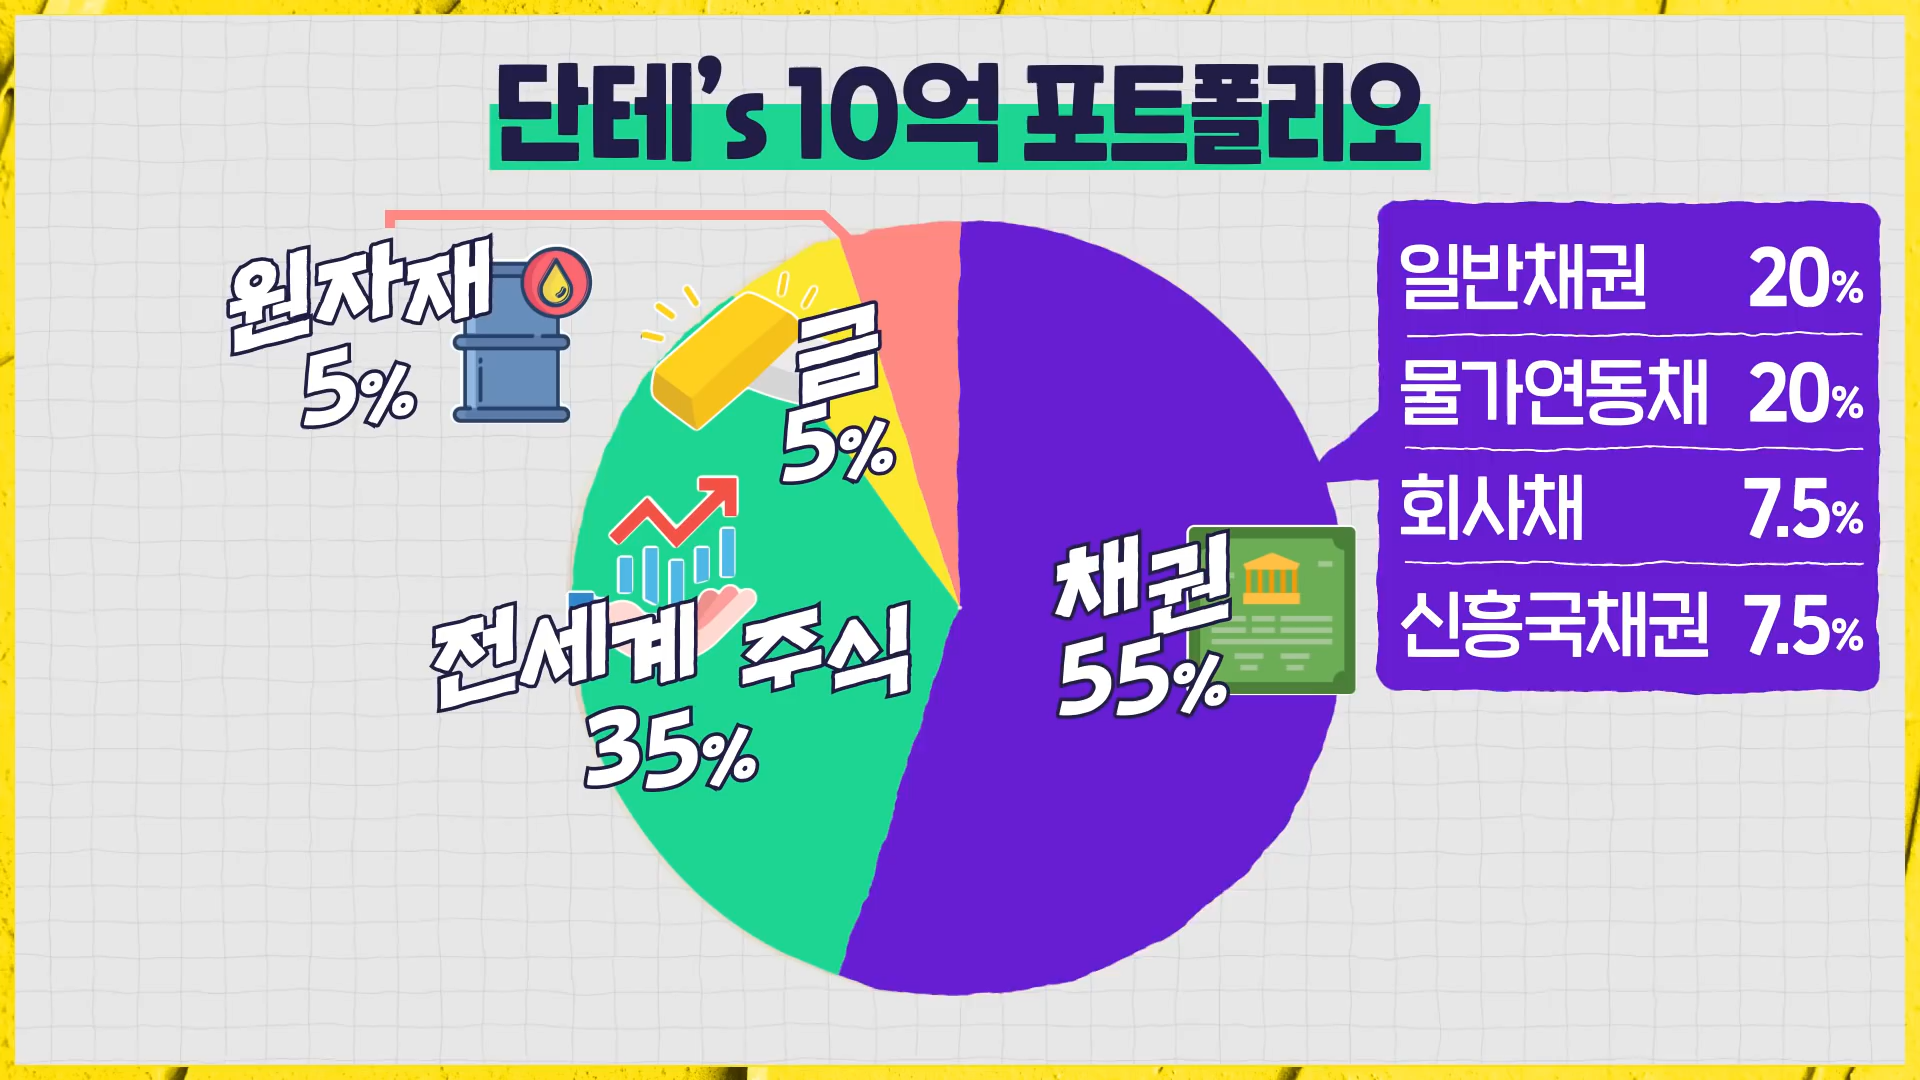 단테’s 10억 포트폴리오
원자재
5%
금
5%
전세계 주식
35%
채권
55%
일반채권 20%
물가연동채 20%
회사채 7.5%
신흥국채권 7.5%